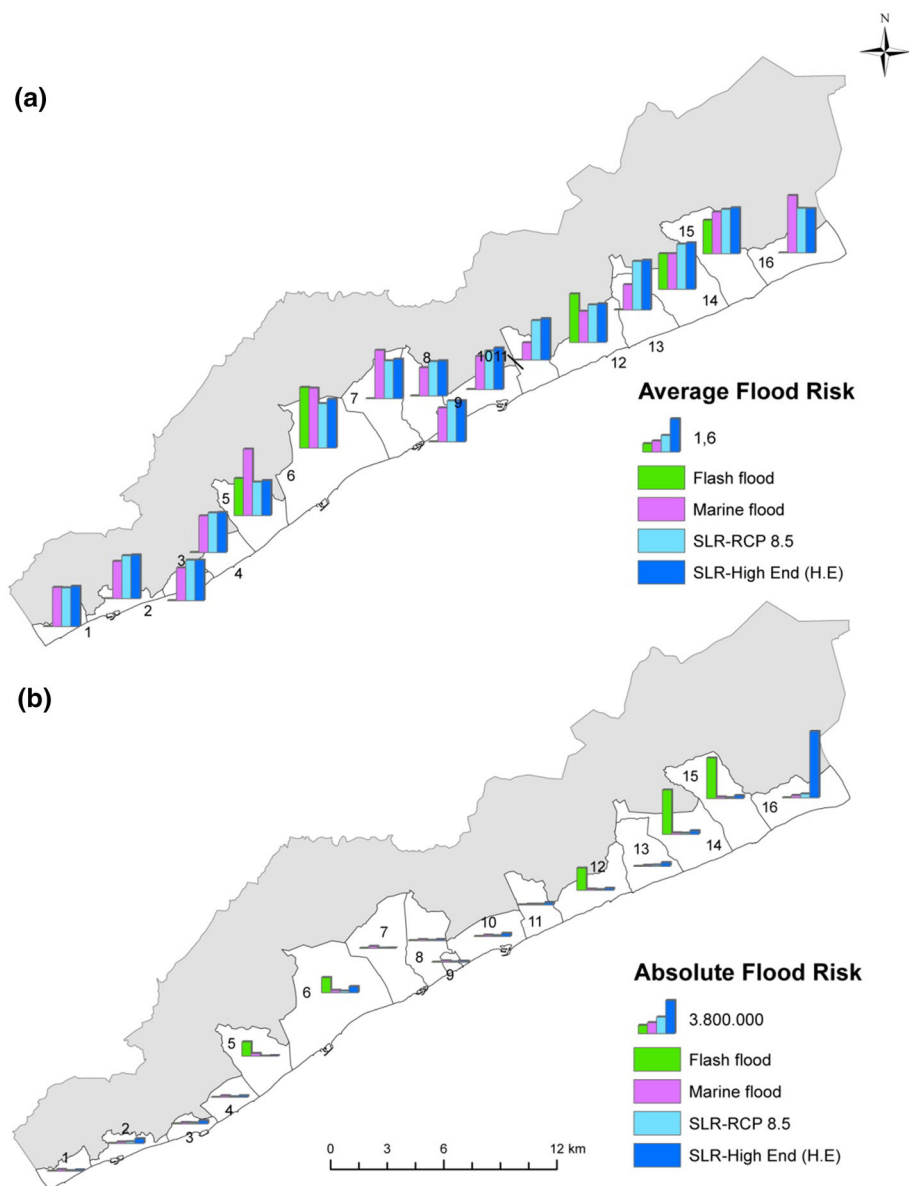 N
(a)
15
16
14
8
10
11
12
13
7
9
Average Flood Risk
1,6
6
Flash flood
5
Marine flood
SLR-RCP 8.5
3
4
SLR-High End (H.E)
2
1
(b)
15
16
12
13
14
7
10
11
8
9
Absolute Flood Risk
6
3.800.000
5
Flash flood
Marine flood
4
SLR-RCP 8.5
2
3
0 3 6 12 km
SLR-High End (H.E)
1